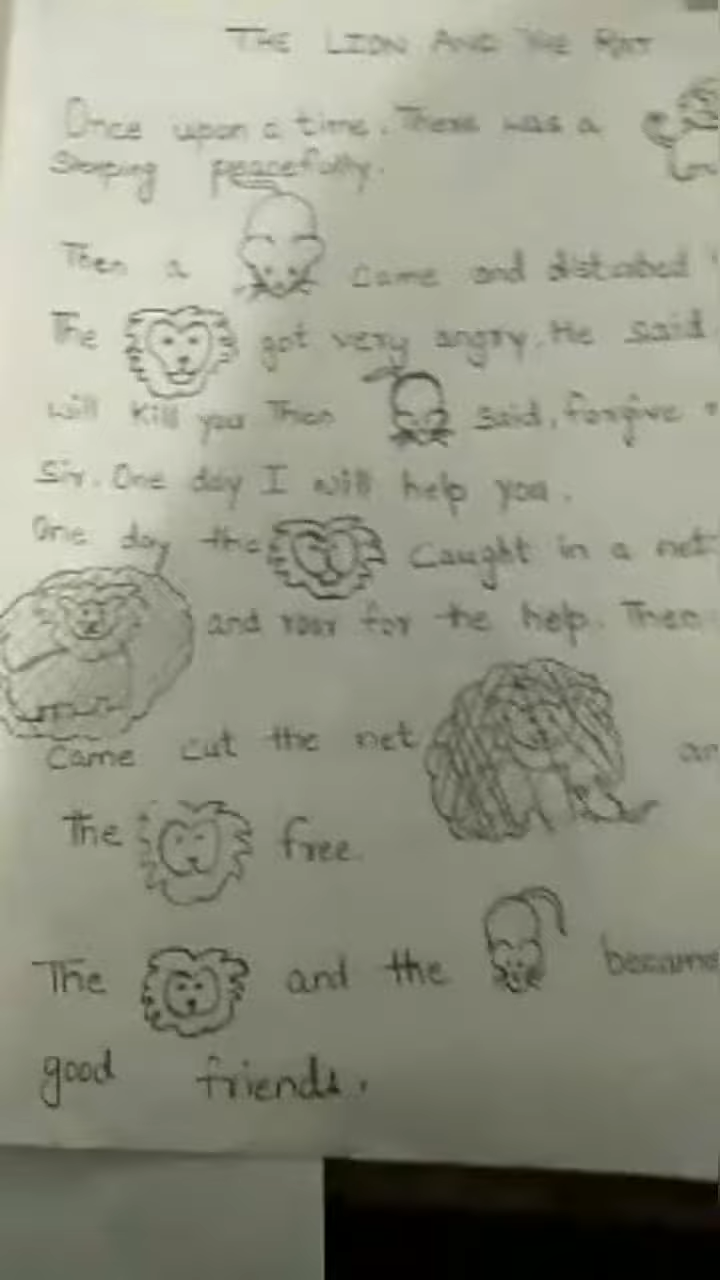 THE LION AND THE RAT
Once upon a time. There was a
Sleeping peacefully.
Then a came and disturbed
The got very angry. He said
will kill you Then said, forgive
Sir. One day I will help you.
One day the Caught in a net
and roar for the help. Then
Came cut the net
The free.
The and the became
good friends.